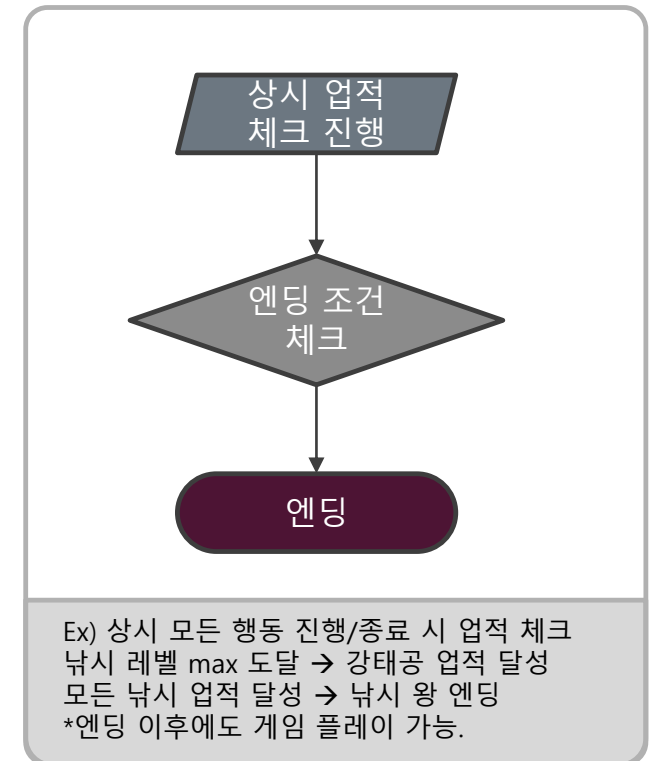 상시 업적
체크 진행
엔딩 조건
체크
엔딩
Ex) 상시 모든 행동 진행/종료 시 업적 체크
낚시 레벨 max 도달 → 강태공 업적 달성
모든 낚시 업적 달성 → 낚시 왕 엔딩
*엔딩 이후에도 게임 플레이 가능.